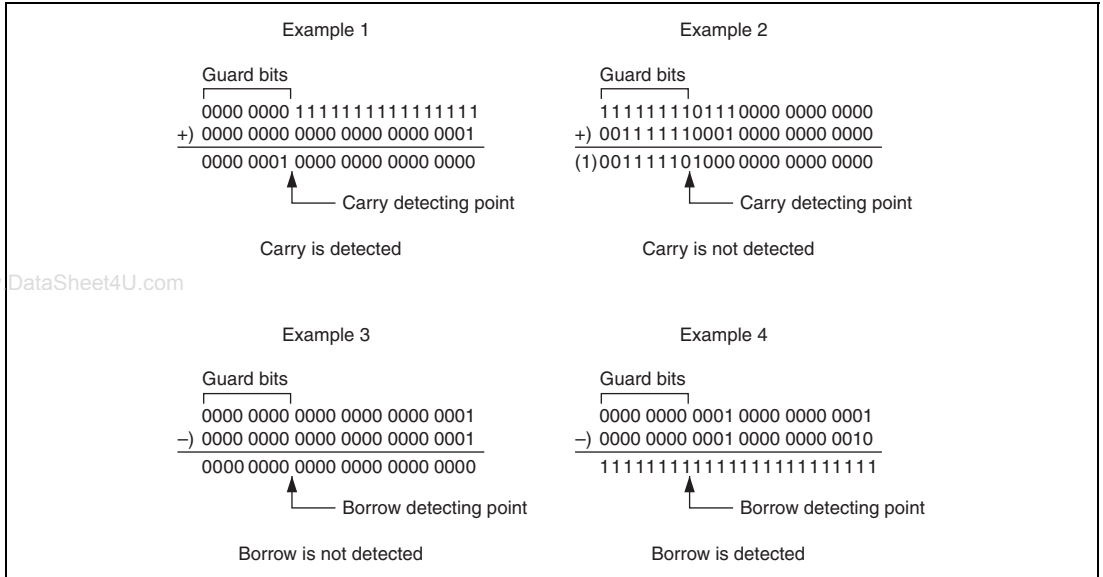 Example 1 Example 2
Guard bits Guard bits
0000 0000 1111111111111111 111111110111 0000 0000 0000
+) 0000 0000 0000 0000 0000 0001 +) 001111110001 0000 0000 0000
0000 0001 0000 0000 0000 0000 (1)001111101000 0000 0000 0000
Carry detecting point Carry detecting point
Carry is detected Carry is not detected
.DataSheet4U.com
Example 3 Example 4
Guard bits Guard bits
0000 0000 0000 0000 0000 0001 0000 0000 0001 0000 0000 0001
–) 0000 0000 0000 0000 0000 0001 –) 0000 0000 0001 0000 0000 0010
0000 0000 0000 0000 0000 0000 111111111111111111111111
Borrow detecting point Borrow detecting point
Borrow is not detected Borrow is detected